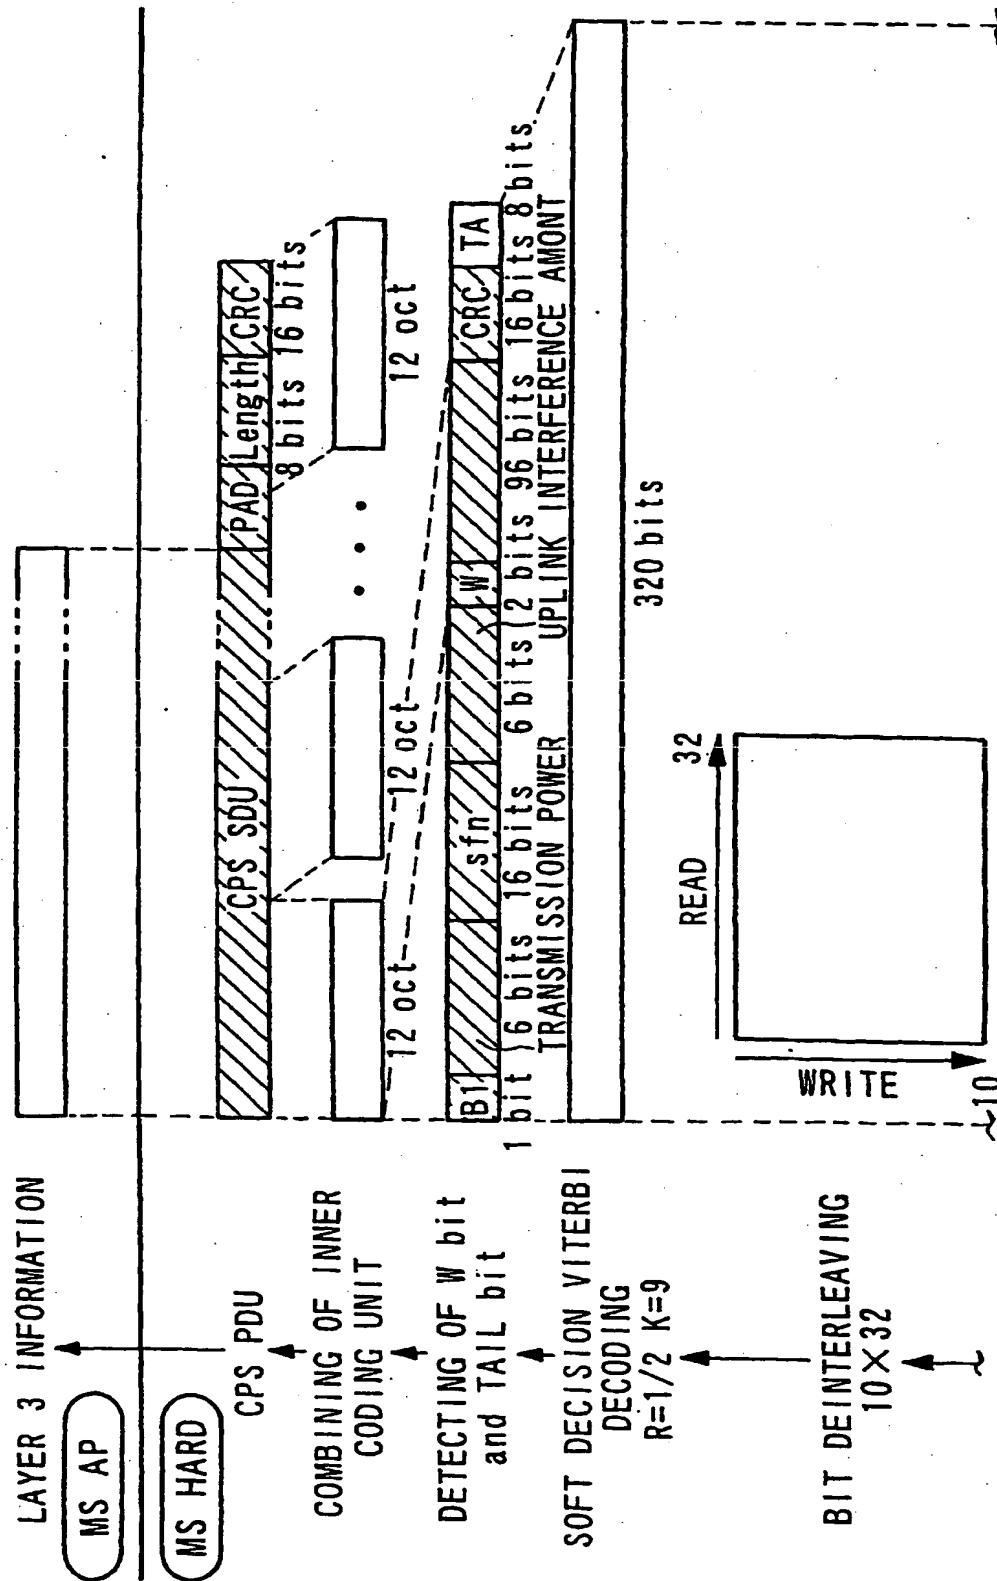 LAYER 3 INFORMATION
MS AP
MS HARD
CPS PDU
CPS SDU
PAD
Length
CRC
8 bits
16 bits
COMBINING OF INNER
CODING UNIT
12 oct
12 oct
12 oct
DETECTING OF W bit
and TAIL bit
B1
sfn
W
CRC
TA
1 bit
6 bits
16 bits
6 bits
2 bits
96 bits
16 bits
8 bits
TRANSMISSION POWER
UPLINK INTERFERENCE AMONT
SOFT DECISION VITERBI
DECODING
R=1/2 K=9
320 bits
BIT DEINTERLEAVING
10×32
READ
32
WRITE
10